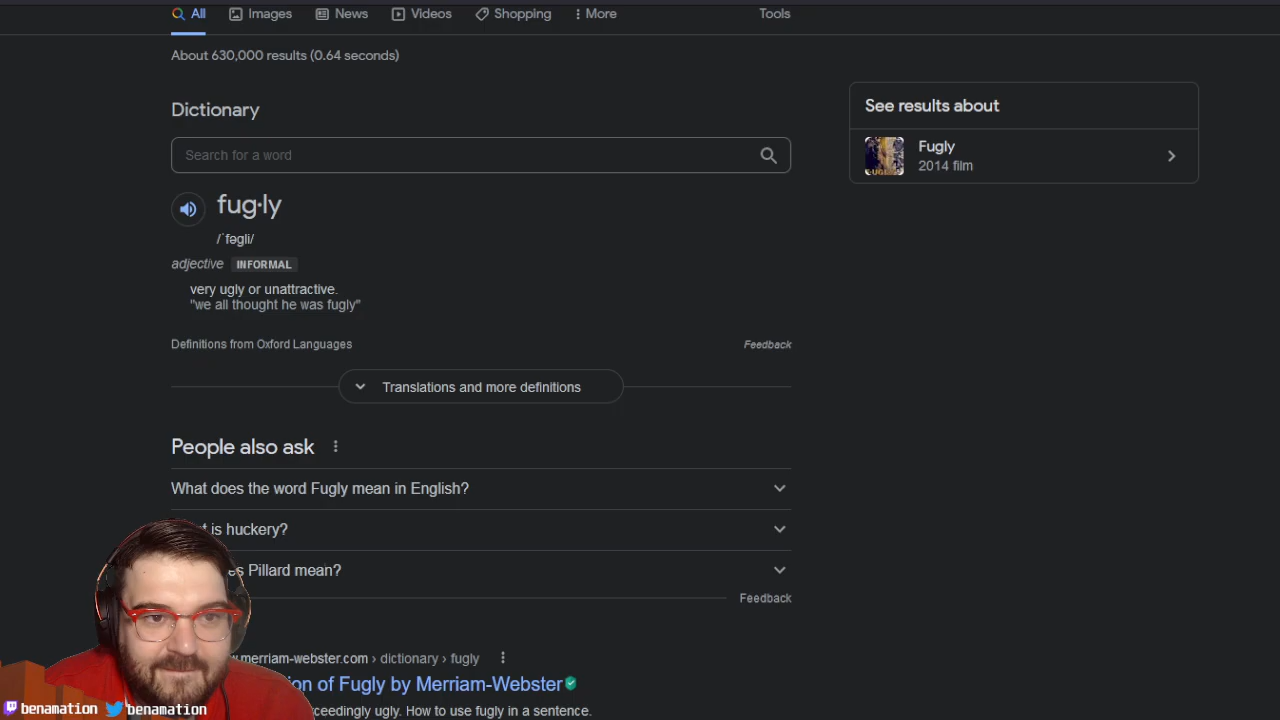 All Images News Videos Shopping More Tools
About 630,000 results (0.64 seconds)
Dictionary
See results about
Search for a word
Fugly
2014 film
fug·ly
/ˈfəɡli/
adjective INFORMAL
very ugly or unattractive.
"we all thought he was fugly"
Definitions from Oxford Languages
Feedback
Translations and more definitions
People also ask
What does the word Fugly mean in English?
is huckery?
Pillard mean?
Feedback
.merriam-webster.com › dictionary › fugly
of Fugly by Merriam-Webster
ugly. How to use fugly in a sentence.
benamation benamation